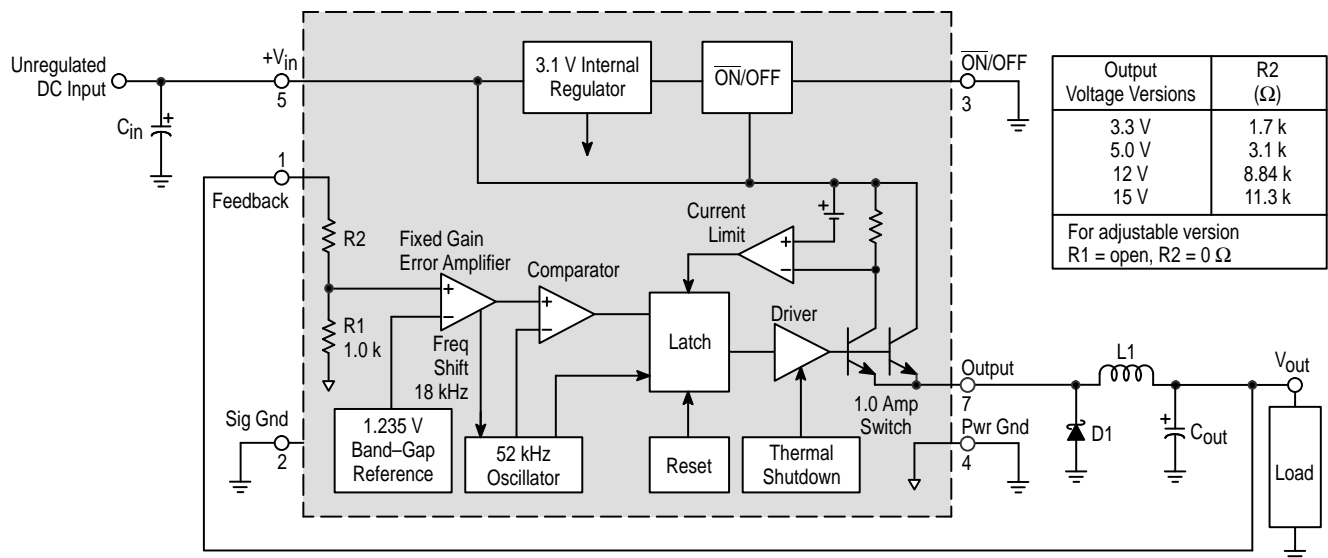 Unregulated
DC Input
Cin
+
+Vin
5
3.1 V Internal
Regulator
ON/OFF
ON/OFF
3
Output
Voltage Versions
R2
(Ω)
3.3 V
1.7 k
5.0 V
3.1 k
12 V
8.84 k
15 V
11.3 k
For adjustable version
R1 = open, R2 = 0 Ω
1
Feedback
R2
R1
1.0 k
Fixed Gain
Error Amplifier
+
–
Comparator
+
–
Current
Limit
+
–
+
Freq
Shift
18 kHz
Latch
Driver
Sig Gnd
2
1.235 V
Band–Gap
Reference
52 kHz
Oscillator
Reset
Thermal
Shutdown
1.0 Amp
Switch
Output
7
Pwr Gnd
4
D1
L1
+
Cout
Vout
Load